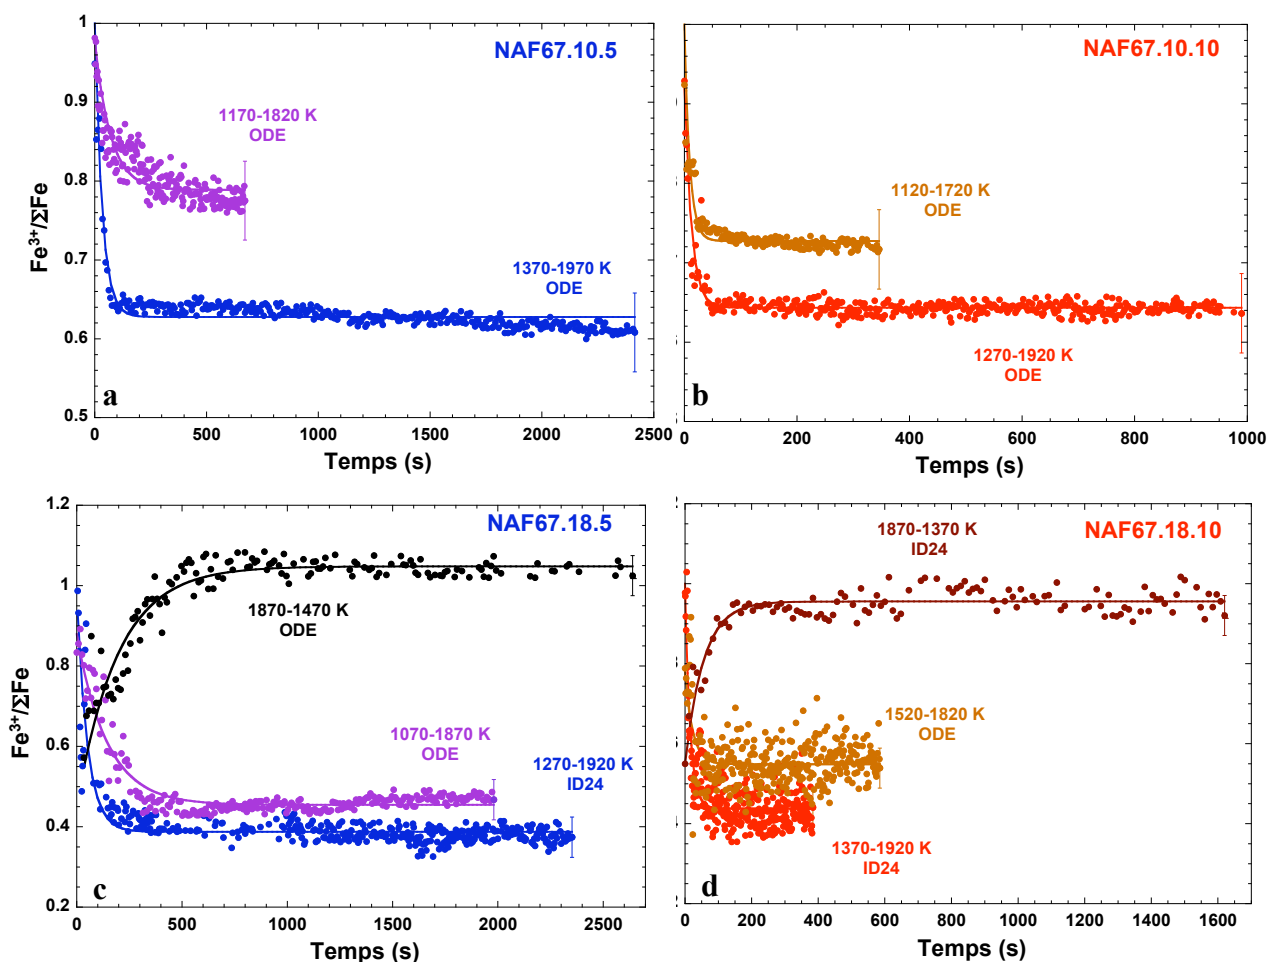 1
0.9
0.8
0.7
0.6
0.5
Fe³⁺/ΣFe
NAF67.10.5
1170-1820 K
ODE
1370-1970 K
ODE
a
0 500 1000 1500 2000 2500
Temps (s)
NAF67.10.10
1120-1720 K
ODE
1270-1920 K
ODE
b
0 200 400 600 800 1000
Temps (s)
1.2
1
0.8
0.6
0.4
0.2
Fe³⁺/ΣFe
NAF67.18.5
1870-1470 K
ODE
1070-1870 K
ODE
1270-1920 K
ID24
c
0 500 1000 1500 2000 2500
Temps (s)
1870-1370 K
ID24
NAF67.18.10
1520-1820 K
ODE
1370-1920 K
ID24
d
0 200 400 600 800 1000 1200 1400 1600
Temps (s)